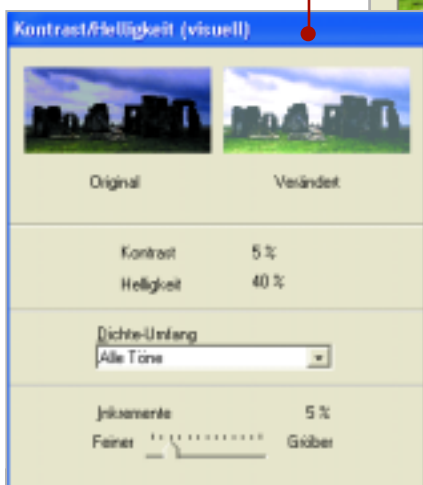 Kontrast/Helligkeit (visuell)
Original Verändert
Kontrast 5 %
Helligkeit 40 %
Dichte-Umfang
Alle Töne
Inkremente 5 %
Feiner Gröber